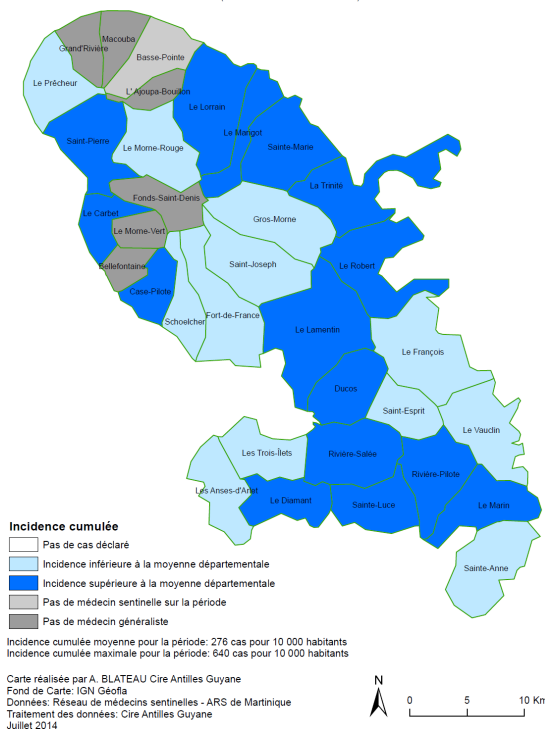 Macouba
Grand'Rivière
Basse-Pointe
Le Prêcheur
L'Ajoupa-Bouillon
Le Lorrain
Saint-Pierre
Le Marigot
Le Morne-Rouge
Sainte-Marie
La Trinité
Fonds-Saint-Denis
Le Carbet
Gros-Morne
Le Morne-Vert
Saint-Joseph
Bellefontaine
Le Robert
Case-Pilote
Schoelcher
Fort-de-France
Le Lamentin
Le François
Ducos
Saint-Esprit
Le Vauclin
Les Trois-Îlets
Rivière-Salée
Rivière-Pilote
Les Anses-d'Arlet
Le Diamant
Sainte-Luce
Le Marin
Sainte-Anne
Incidence cumulée
Pas de cas déclaré
Incidence inférieure à la moyenne départementale
Incidence supérieure à la moyenne départementale
Pas de médecin sentinelle sur la période
Pas de médecin généraliste
Incidence cumulée moyenne pour la période: 276 cas pour 10 000 habitants
Incidence cumulée maximale pour la période: 640 cas pour 10 000 habitants
Carte réalisée par A. BLATEAU Cire Antilles Guyane
Fond de Carte: IGN Géofla
Données: Réseau de médecins sentinelles - ARS de Martinique
Traitement des données: Cire Antilles Guyane
Juillet 2014
N
0 5 10 Km